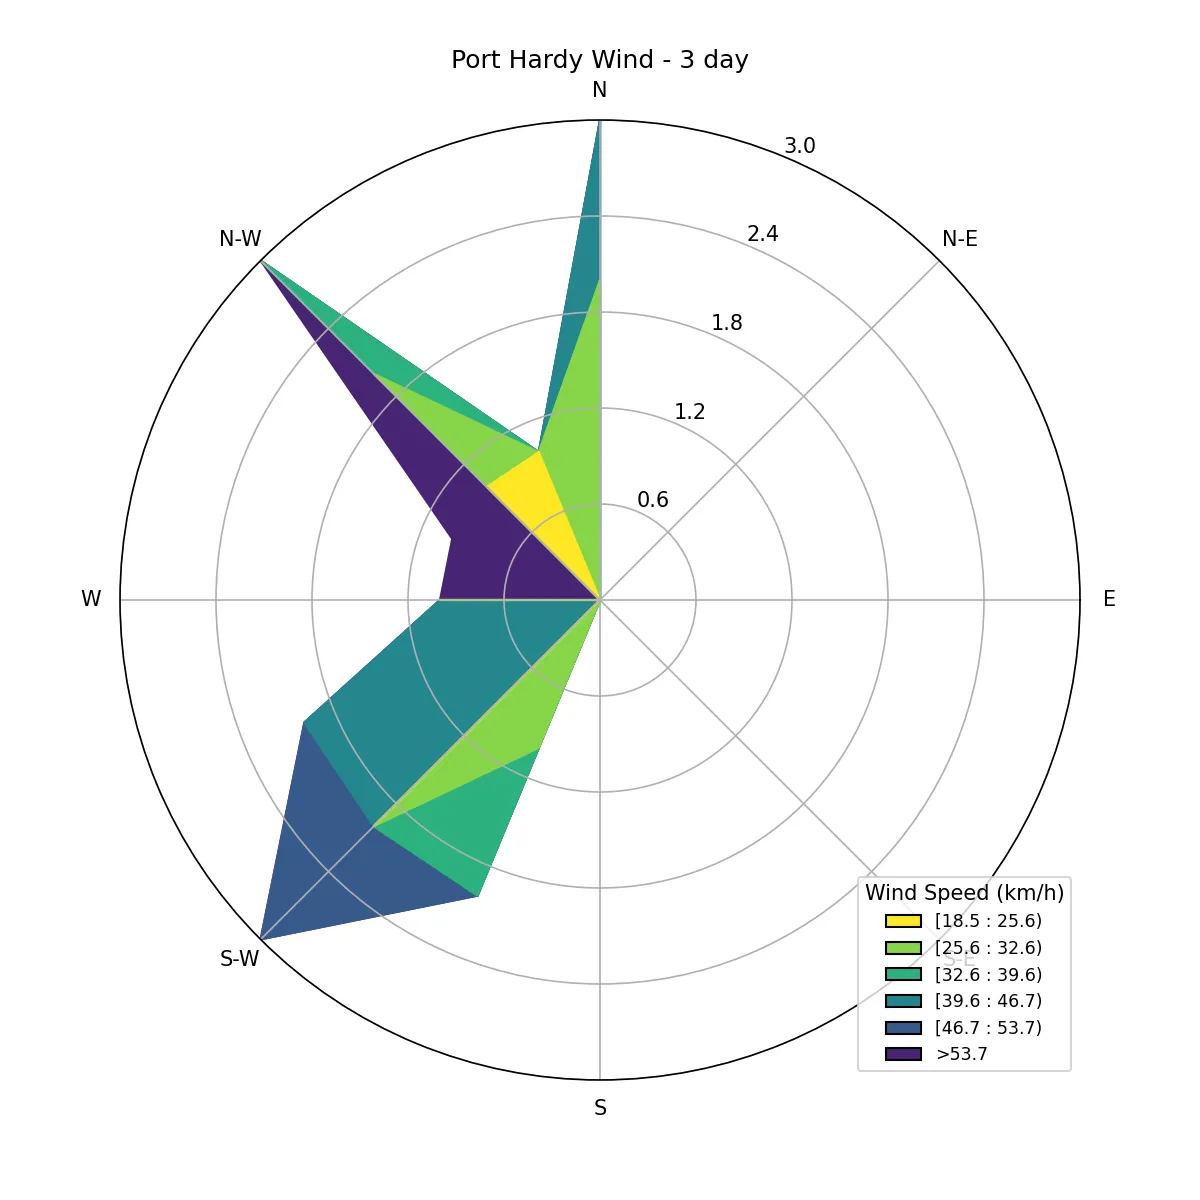 Port Hardy Wind - 3 day
N
3.0
N-W
2.4
N-E
1.8
1.2
0.6
W
E
S-W
S-E
S
Wind Speed (km/h)
[18.5 : 25.6)
[25.6 : 32.6)
[32.6 : 39.6)
[39.6 : 46.7)
[46.7 : 53.7)
>53.7